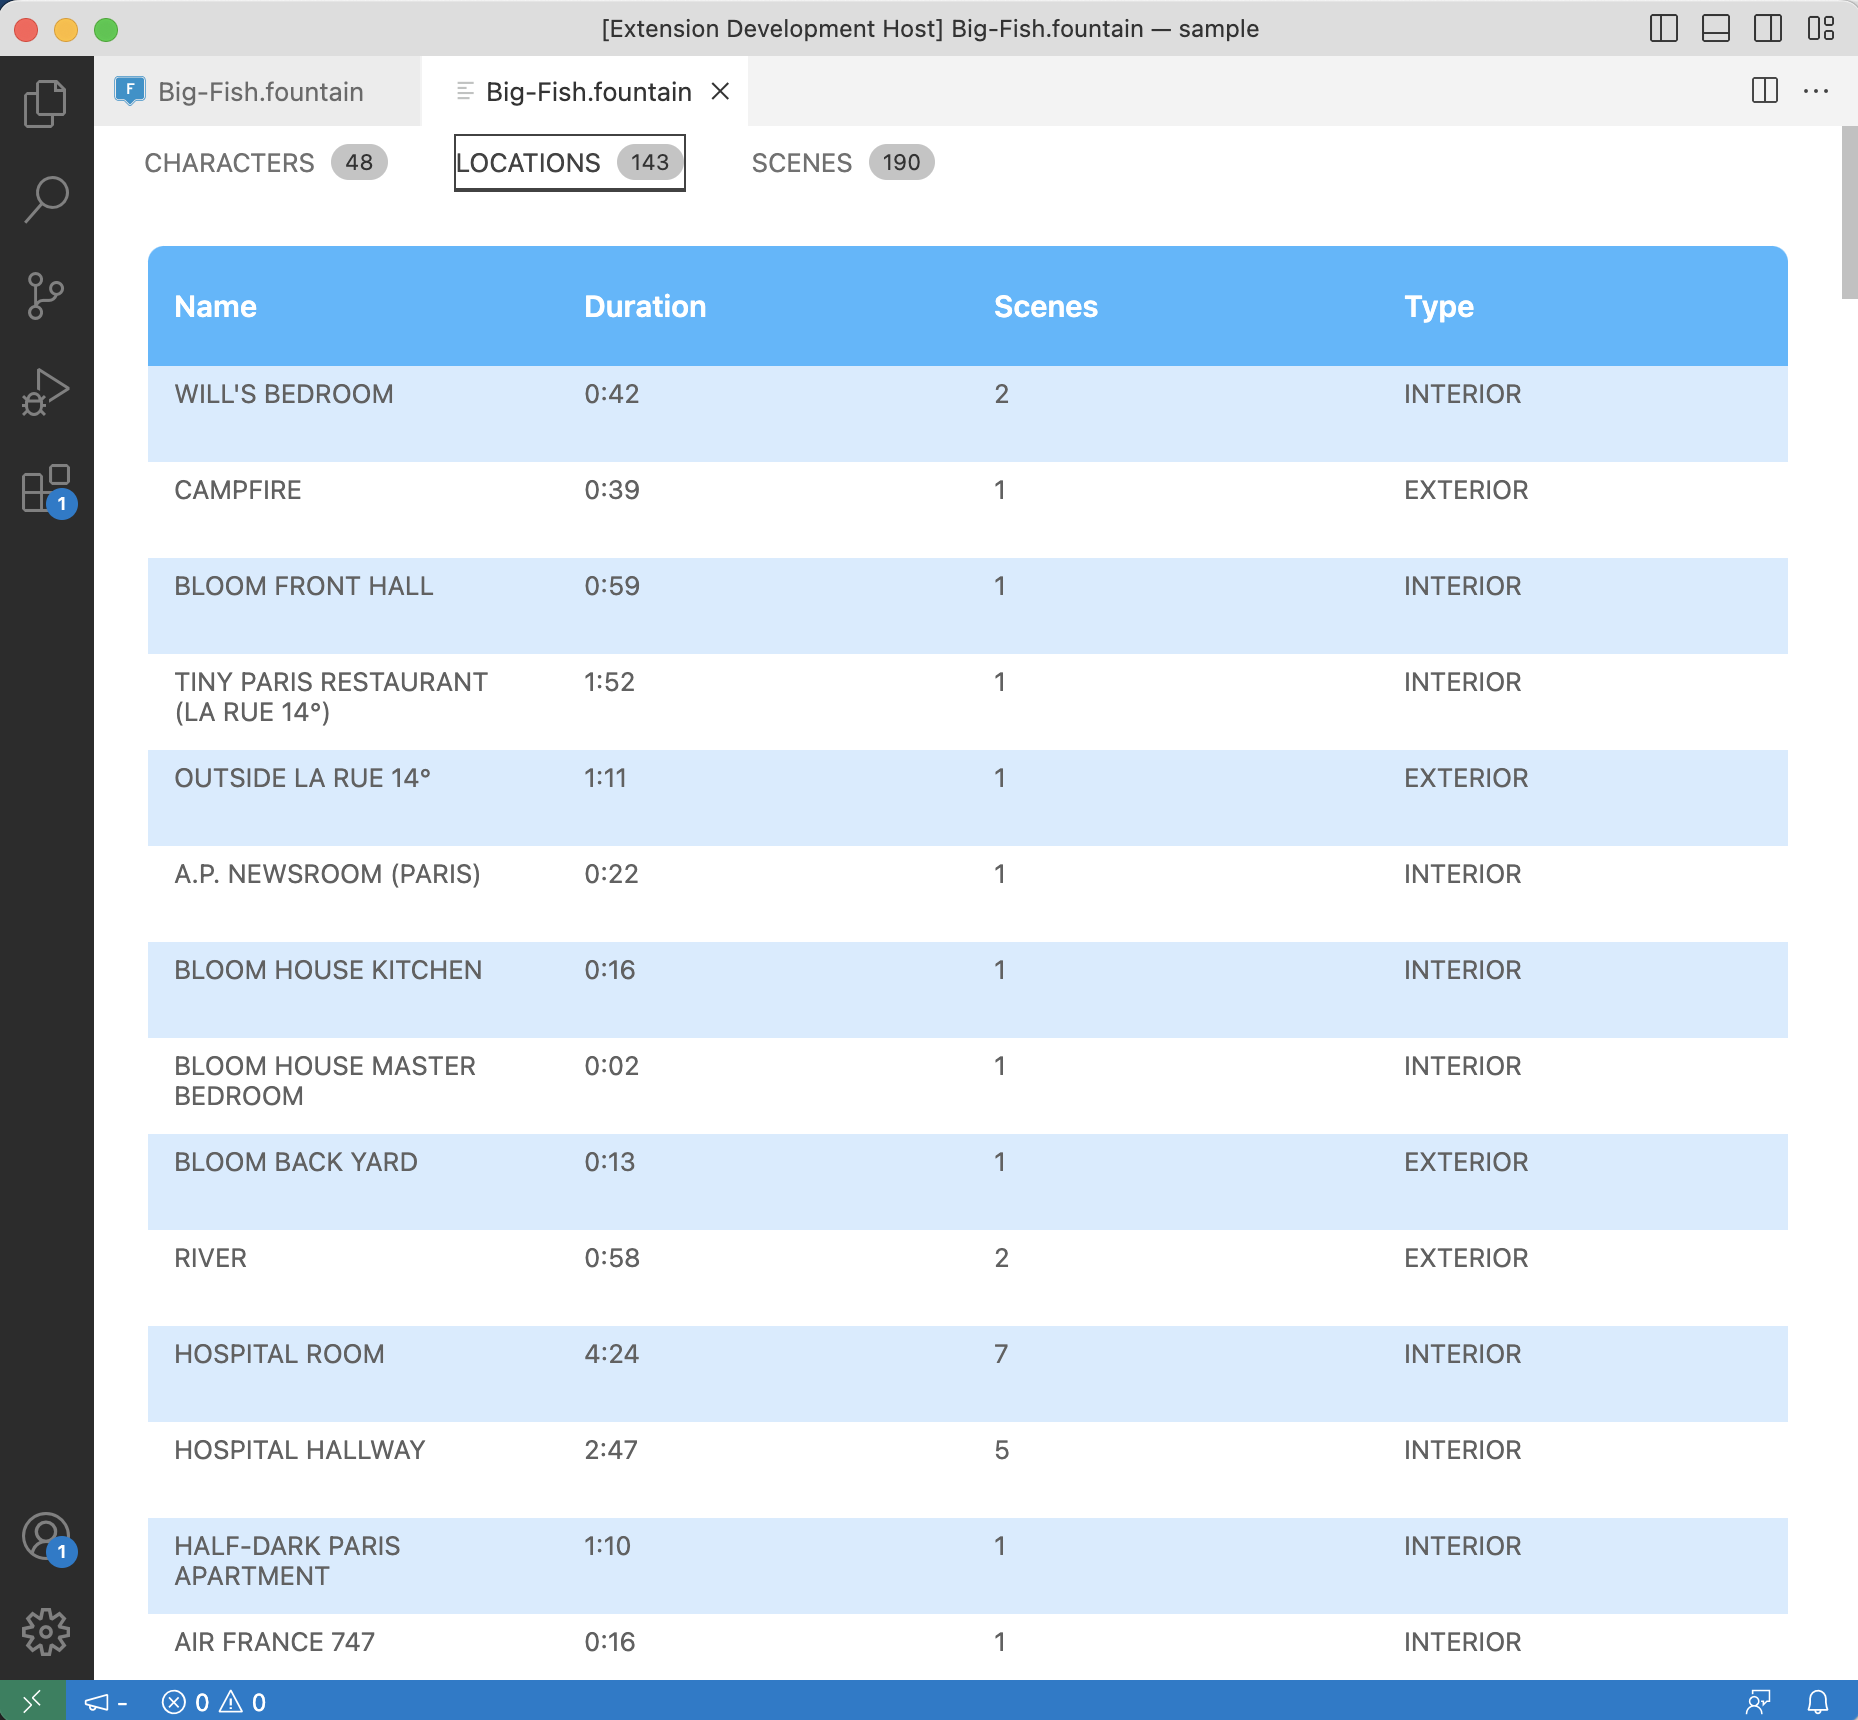 [Extension Development Host] Big-Fish.fountain — sample
F Big-Fish.fountain Big-Fish.fountain
CHARACTERS 48 LOCATIONS 143 SCENES 190
Name Duration Scenes Type
WILL'S BEDROOM 0:42 2 INTERIOR
CAMPFIRE 0:39 1 EXTERIOR
BLOOM FRONT HALL 0:59 1 INTERIOR
TINY PARIS RESTAURANT 1:52 1 INTERIOR
(LA RUE 14°)
OUTSIDE LA RUE 14° 1:11 1 EXTERIOR
A.P. NEWSROOM (PARIS) 0:22 1 INTERIOR
BLOOM HOUSE KITCHEN 0:16 1 INTERIOR
BLOOM HOUSE MASTER 0:02 1 INTERIOR
BEDROOM
BLOOM BACK YARD 0:13 1 EXTERIOR
RIVER 0:58 2 EXTERIOR
HOSPITAL ROOM 4:24 7 INTERIOR
HOSPITAL HALLWAY 2:47 5 INTERIOR
HALF-DARK PARIS 1:10 1 INTERIOR
APARTMENT
AIR FRANCE 747 0:16 1 INTERIOR
1
1
- 0 0